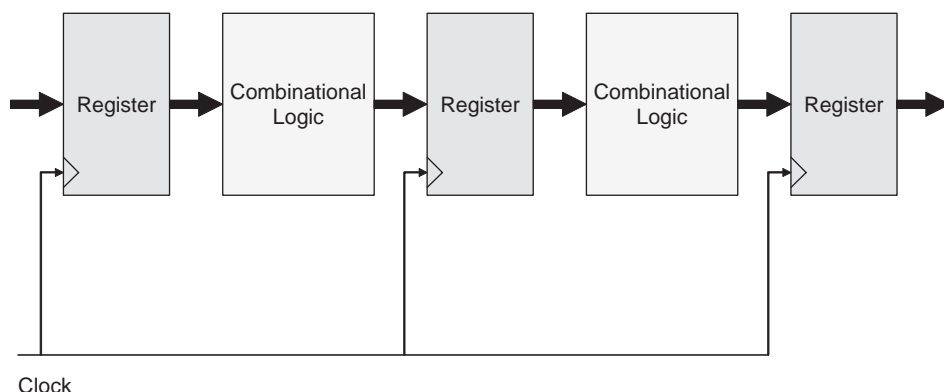 Register
Combinational
Logic
Register
Combinational
Logic
Register
Clock